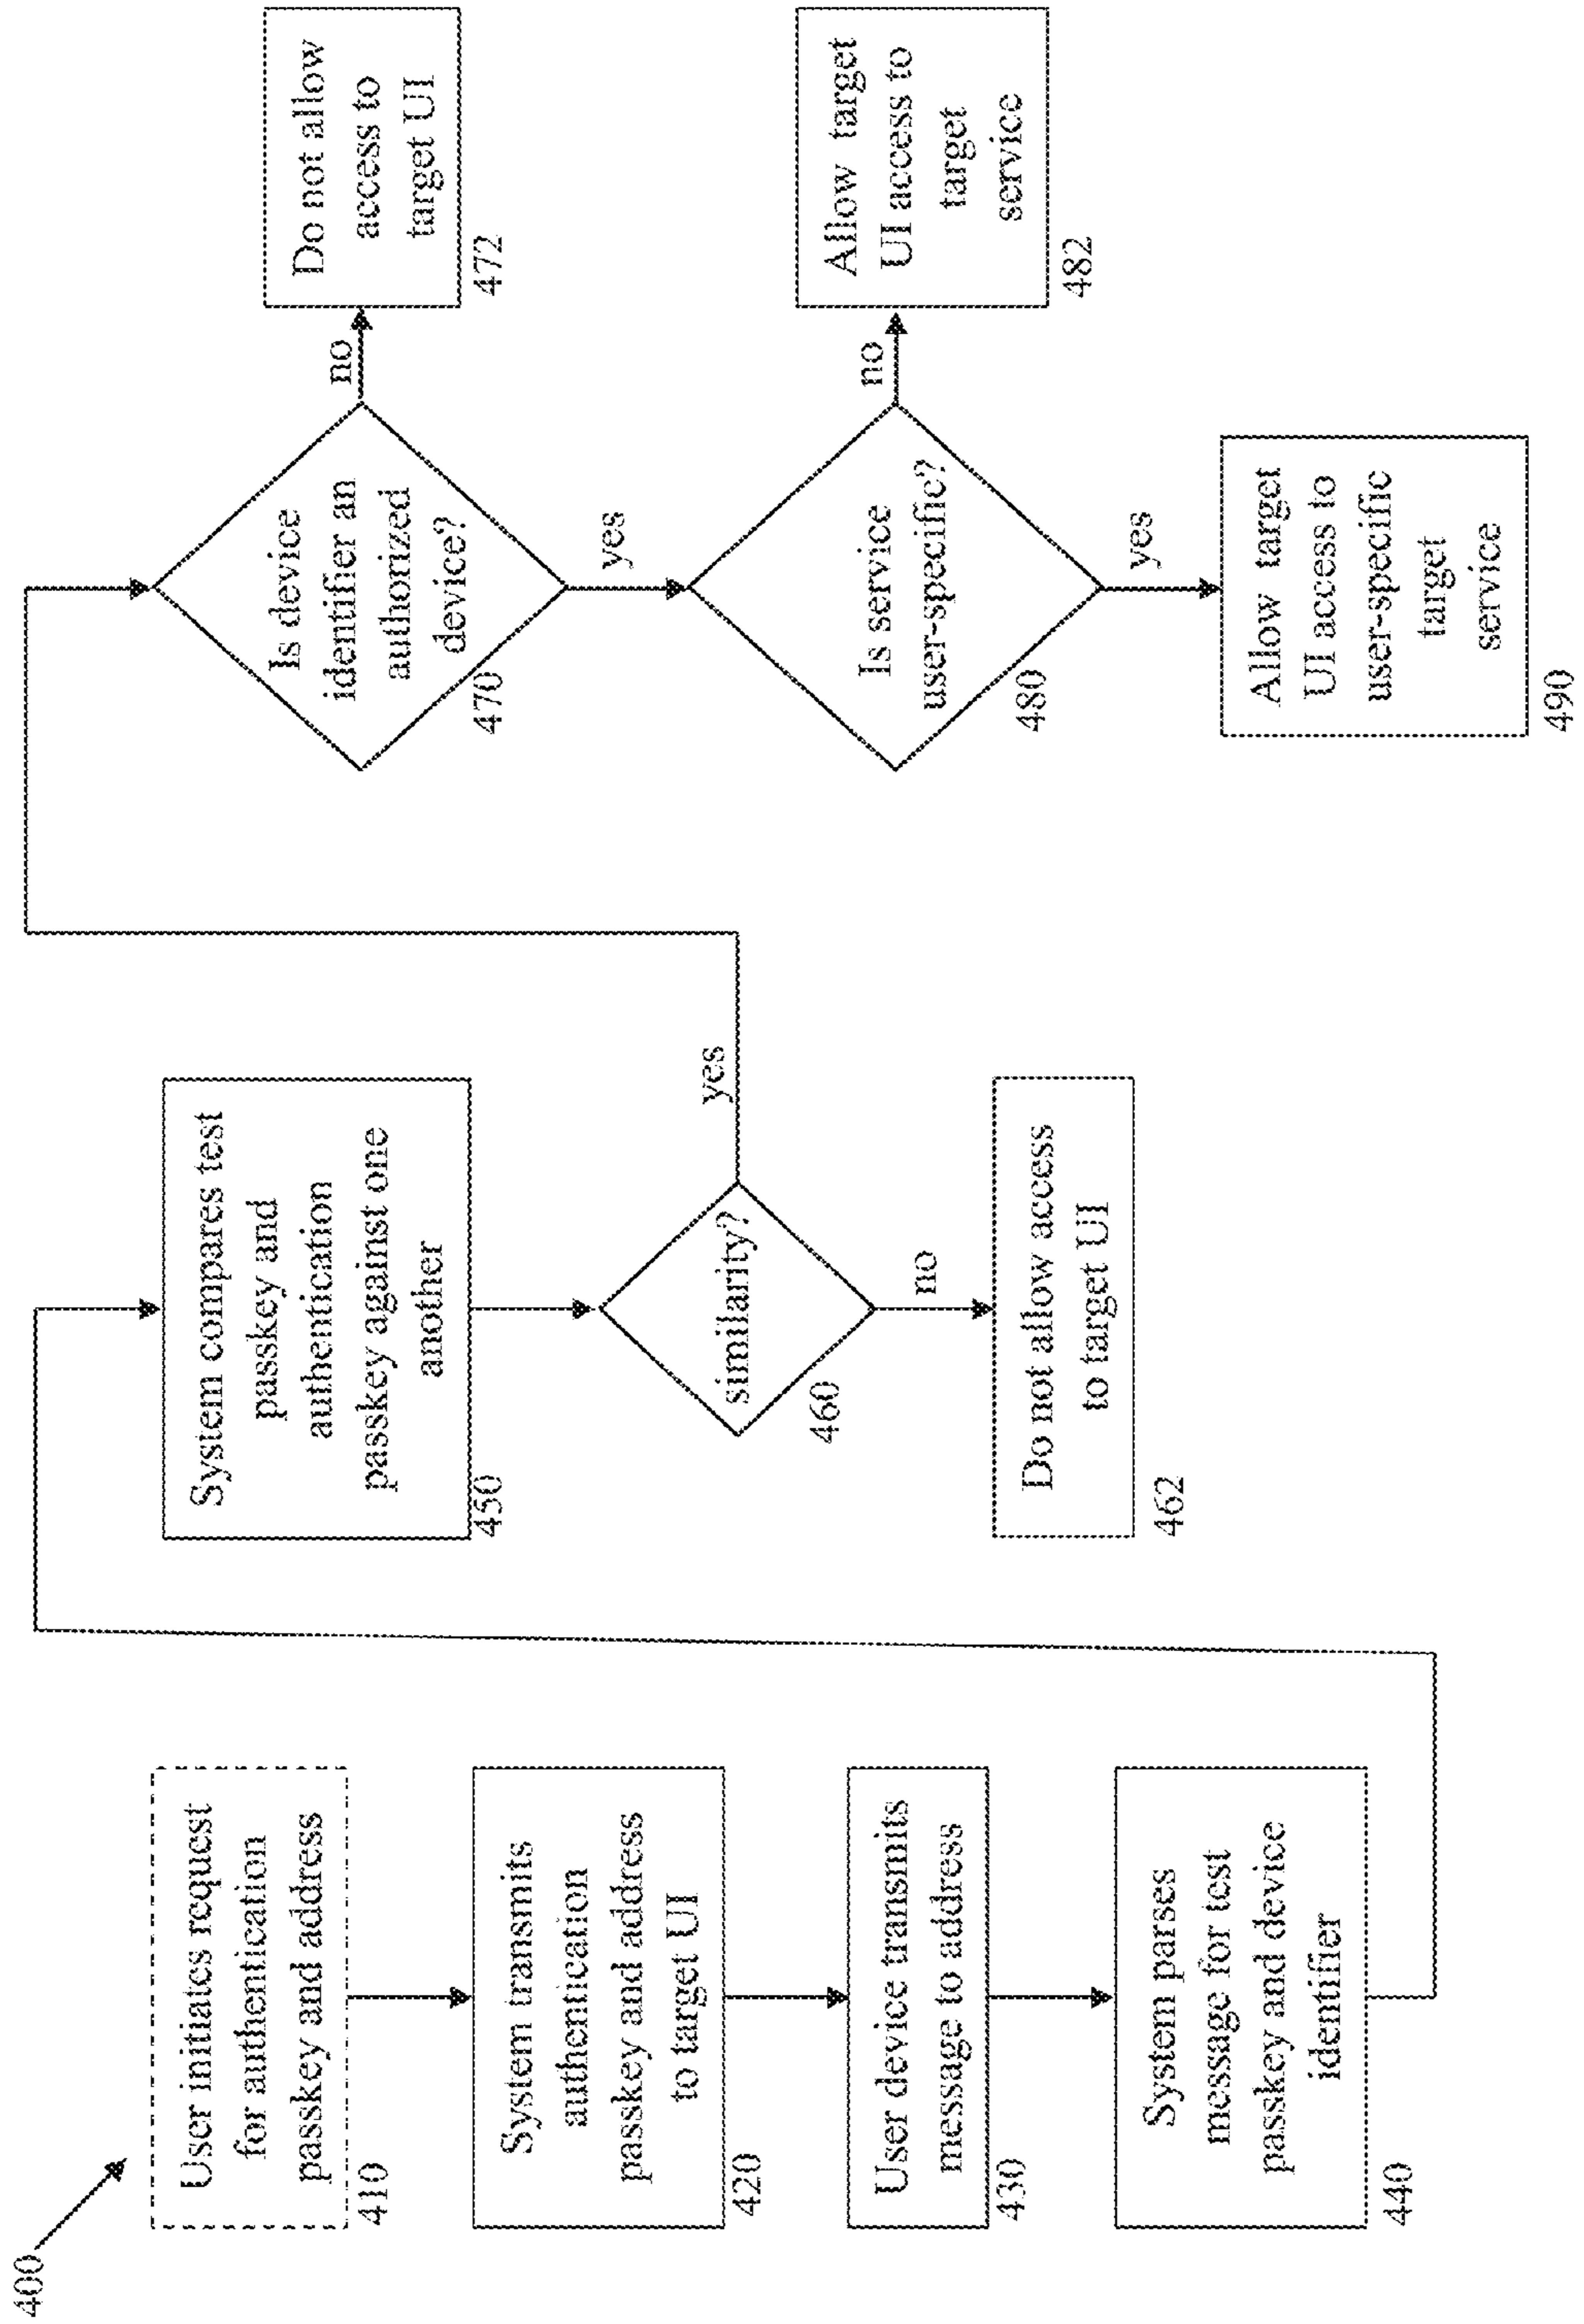 400
User initiates request
for authentication
passkey and address
410
System transmits
authentication
passkey and address
to target UI
420
User device transmits
message to address
430
System parses
message for test
passkey and device
identifier
440
System compares test
passkey and
authentication
passkey against one
another
450
similarity?
460
yes
no
Do not allow access
to target UI
462
Is device
identifier an
authorized
device?
470
no
Do not allow
access to
target UI
472
yes
Is service
user-specific?
480
no
Allow target
UI access to
target
service
482
yes
Allow target
UI access to
user-specific
target
service
490